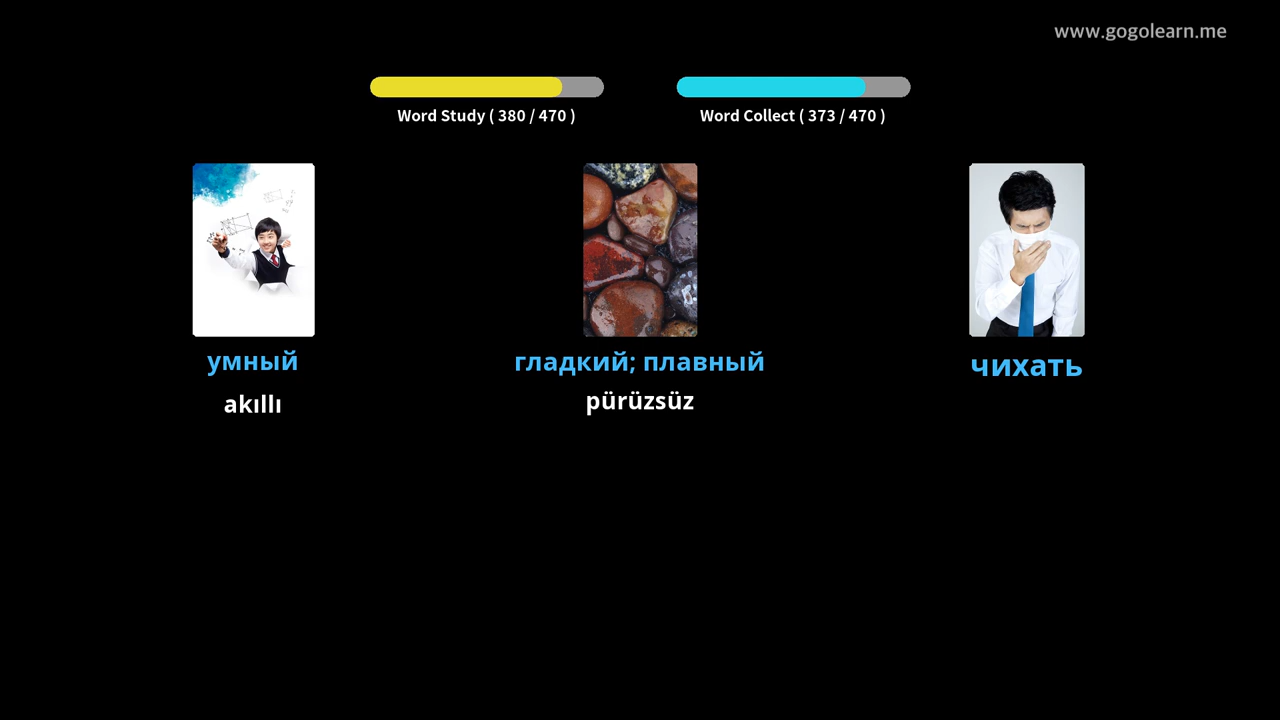 www.gogolearn.me
Word Study ( 380 / 470 )
Word Collect ( 373 / 470 )
умный
гладкий; плавный
чихать
akıllı
pürüzsüz